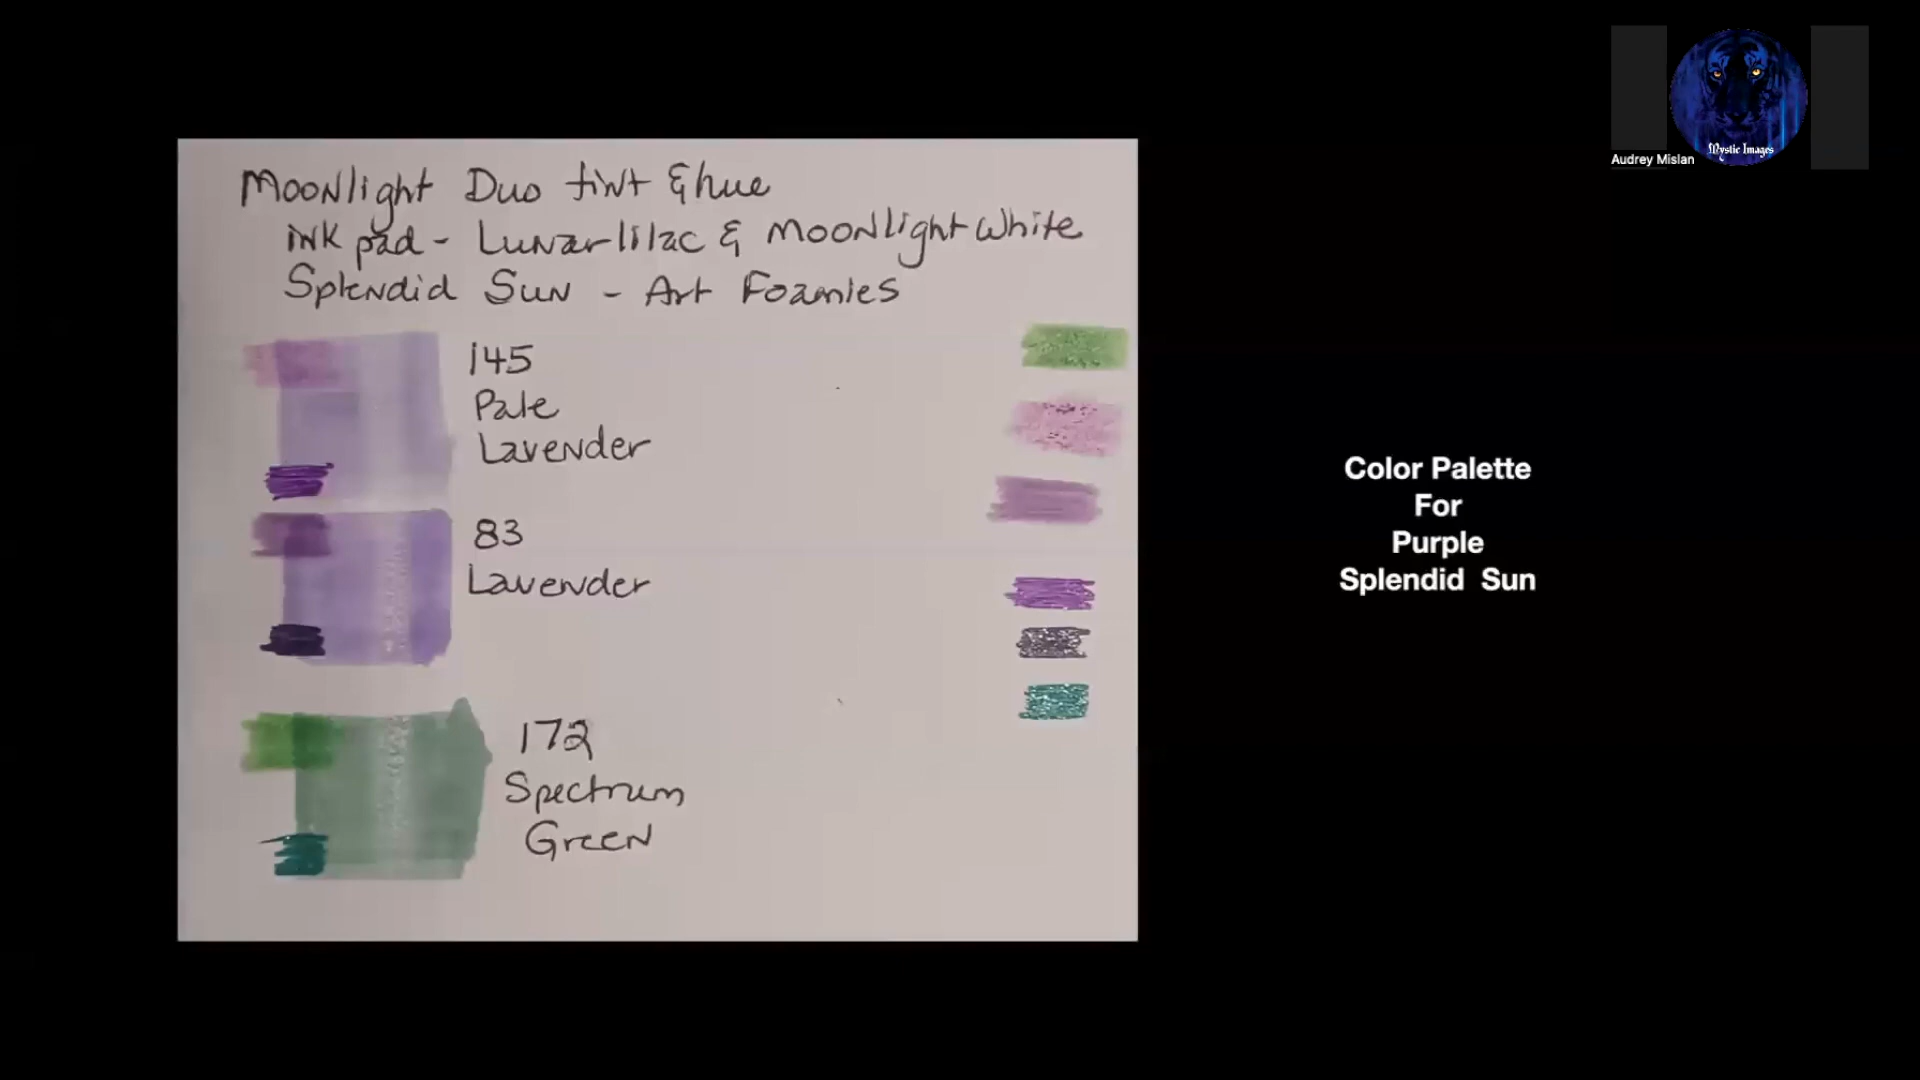 Moonlight Duo tint & hue
ink pad - Lunar lilac & Moonlight White
Splendid Sun - Art Foamies
145
Pale
Lavender
83
Lavender
172
Spectrum
Green
Color Palette
For
Purple
Splendid Sun
Mystic Images
Audrey Mislan